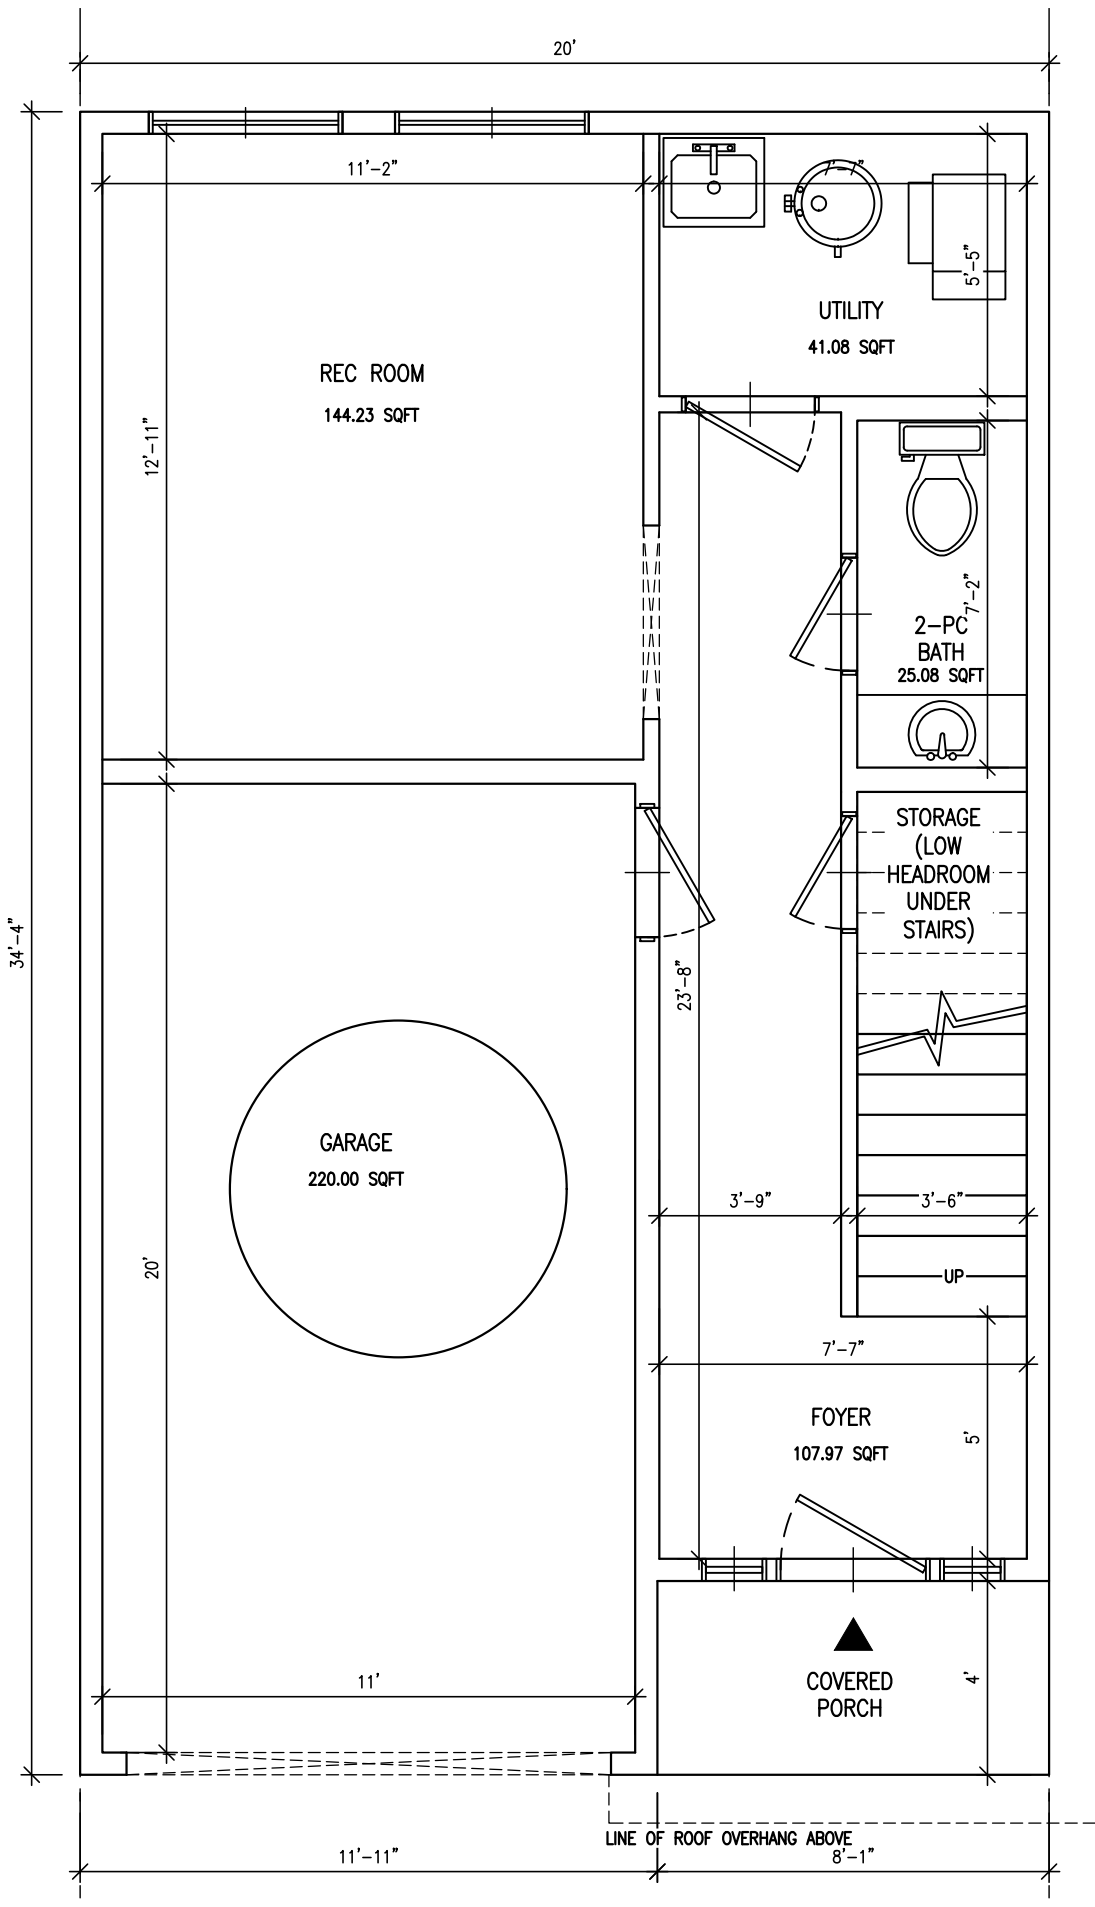 20'
11'-2"
7'-7"
5'-5"
UTILITY
41.08 SQFT
REC ROOM
144.23 SQFT
12'-11"
7'-2"
2-PC
BATH
25.08 SQFT
STORAGE
(LOW
HEADROOM
UNDER
STAIRS)
34'-4"
23'-8"
GARAGE
220.00 SQFT
3'-9"
3'-6"
20'
UP
7'-7"
FOYER
107.97 SQFT
5'
11'
COVERED
PORCH
4'
LINE OF ROOF OVERHANG ABOVE
11'-11"
8'-1"